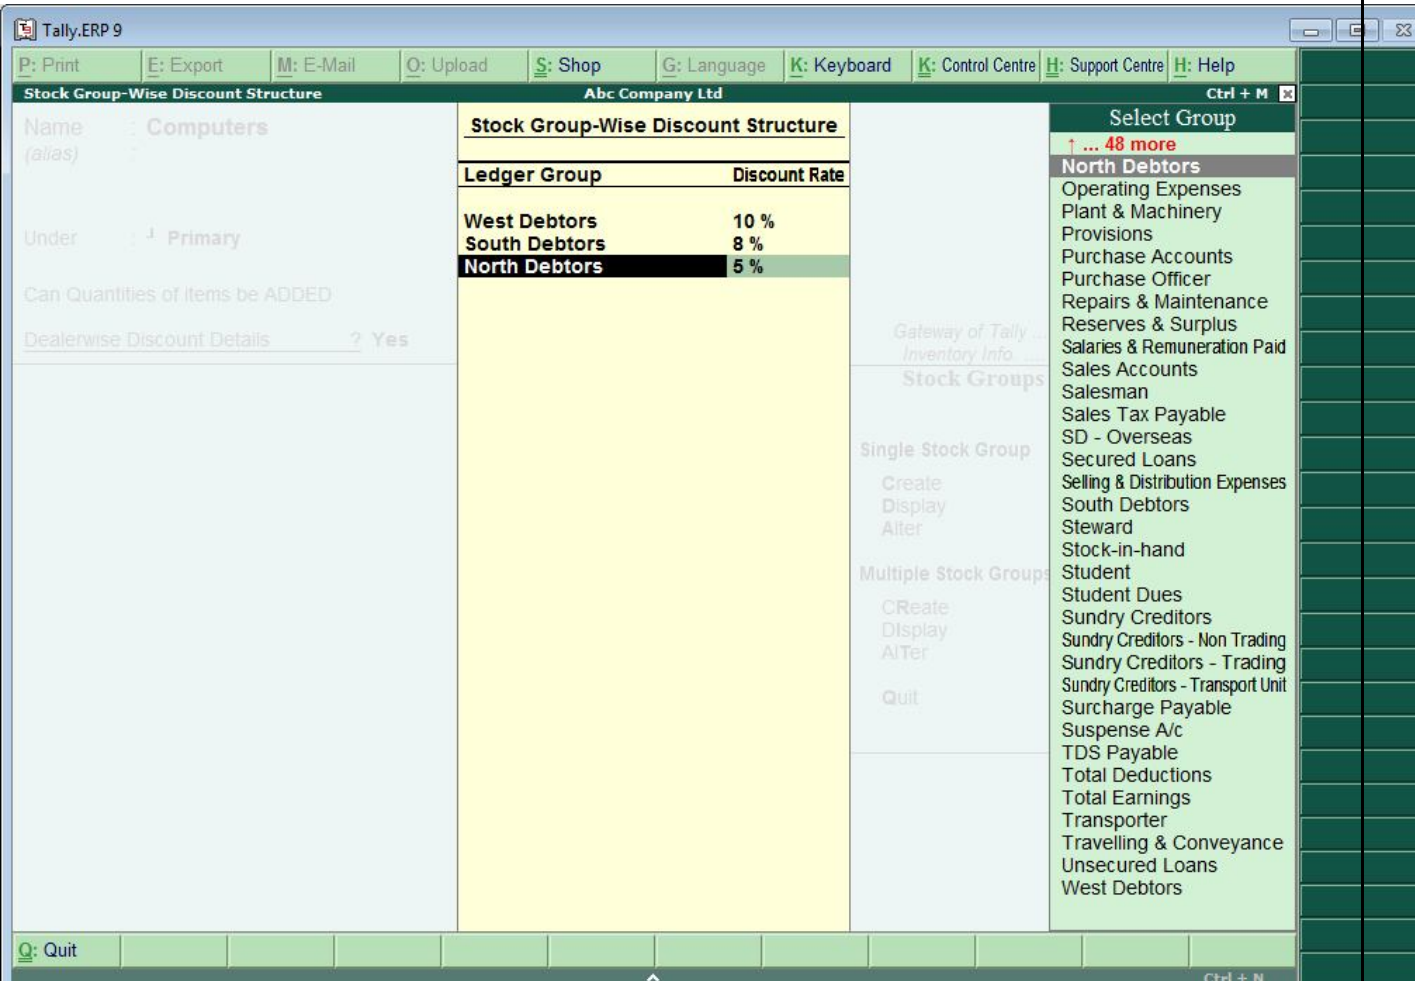 Tally.ERP 9
P: Print E: Export M: E-Mail O: Upload S: Shop G: Language K: Keyboard K: Control Centre H: Support Centre H: Help
Stock Group-Wise Discount Structure Abc Company Ltd Ctrl + M
Name : Computers
(alias) :
Under : Primary
Can Quantities of items be ADDED
Dealerwise Discount Details ? Yes
Stock Group-Wise Discount Structure
Ledger Group Discount Rate
West Debtors 10 %
South Debtors 8 %
North Debtors 5 %
Gateway of Tally ...
Inventory Info. ....
Stock Groups
Single Stock Group
Create
Display
Alter
Multiple Stock Groups
CReate
DIsplay
AlTer
Quit
Select Group
↑ ... 48 more
North Debtors
Operating Expenses
Plant & Machinery
Provisions
Purchase Accounts
Purchase Officer
Repairs & Maintenance
Reserves & Surplus
Salaries & Remuneration Paid
Sales Accounts
Salesman
Sales Tax Payable
SD - Overseas
Secured Loans
Selling & Distribution Expenses
South Debtors
Steward
Stock-in-hand
Student
Student Dues
Sundry Creditors
Sundry Creditors - Non Trading
Sundry Creditors - Trading
Sundry Creditors - Transport Unit
Surcharge Payable
Suspense A/c
TDS Payable
Total Deductions
Total Earnings
Transporter
Travelling & Conveyance
Unsecured Loans
West Debtors
Q: Quit
Ctrl + N